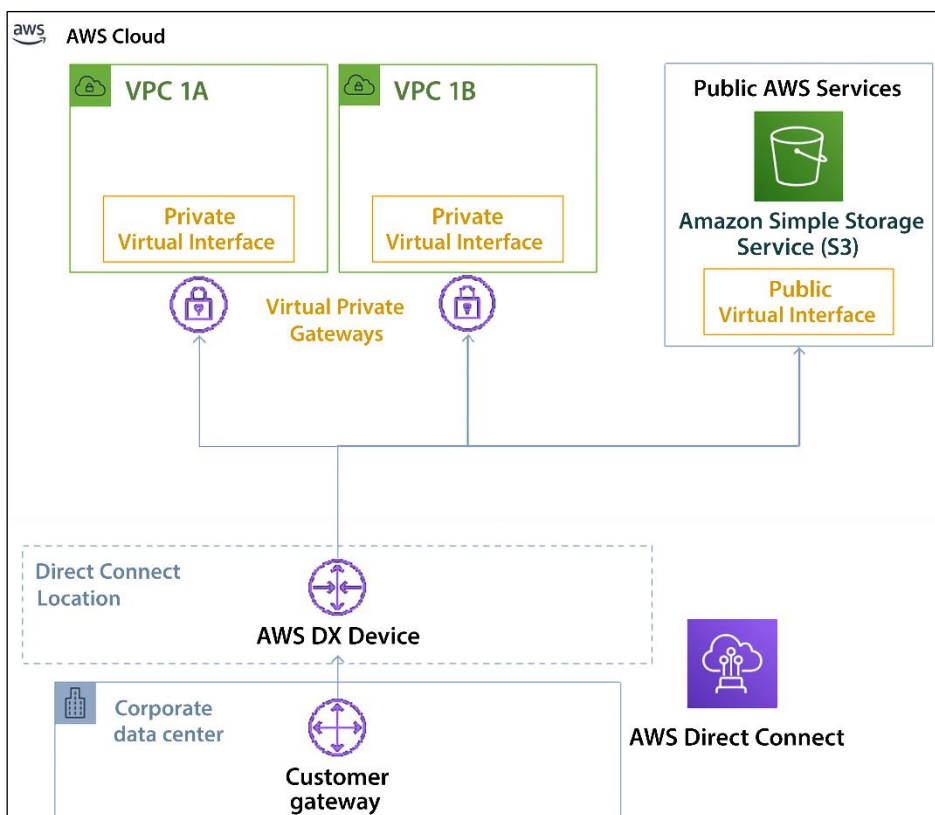 aws
AWS Cloud
VPC 1A
VPC 1B
Public AWS Services
Private
Virtual Interface
Private
Virtual Interface
Amazon Simple Storage
Service (S3)
Virtual Private
Gateways
Public
Virtual Interface
Direct Connect
Location
AWS DX Device
Corporate
data center
AWS Direct Connect
Customer
gateway